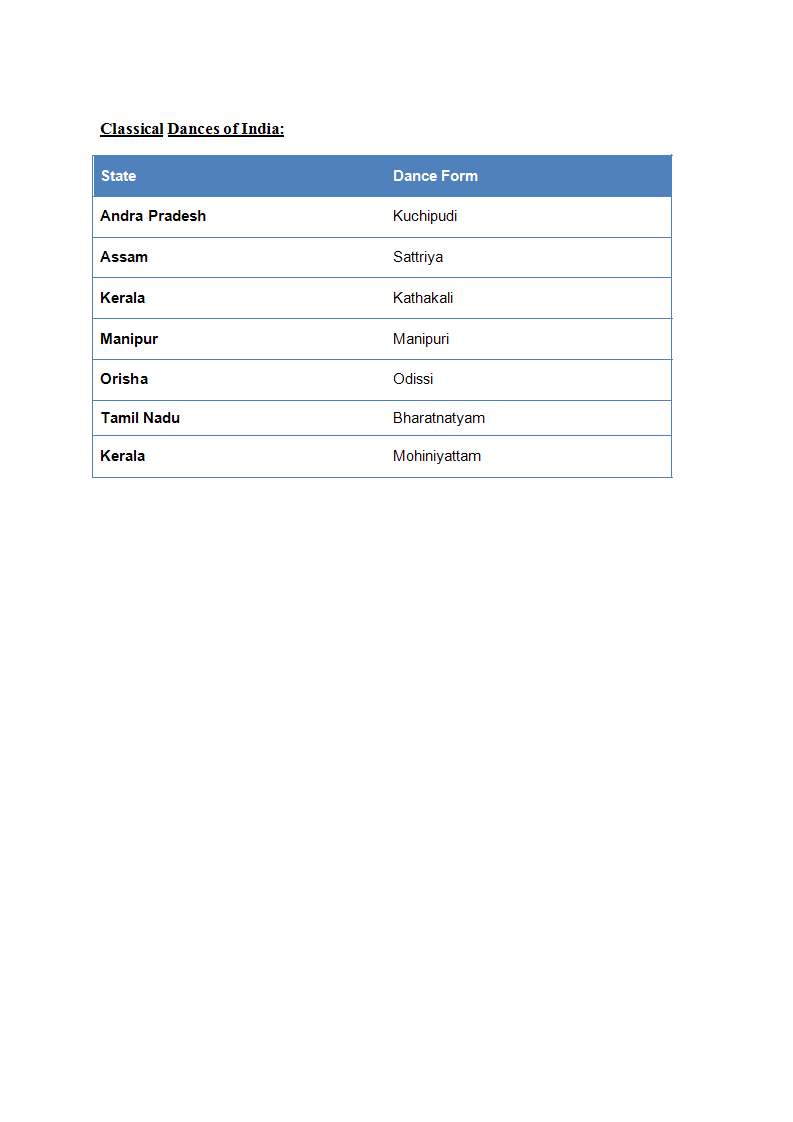 Classical Dances of India:
State Dance Form
Andra Pradesh Kuchipudi
Assam Sattriya
Kerala Kathakali
Manipur Manipuri
Orisha Odissi
Tamil Nadu Bharatnatyam
Kerala Mohiniyattam